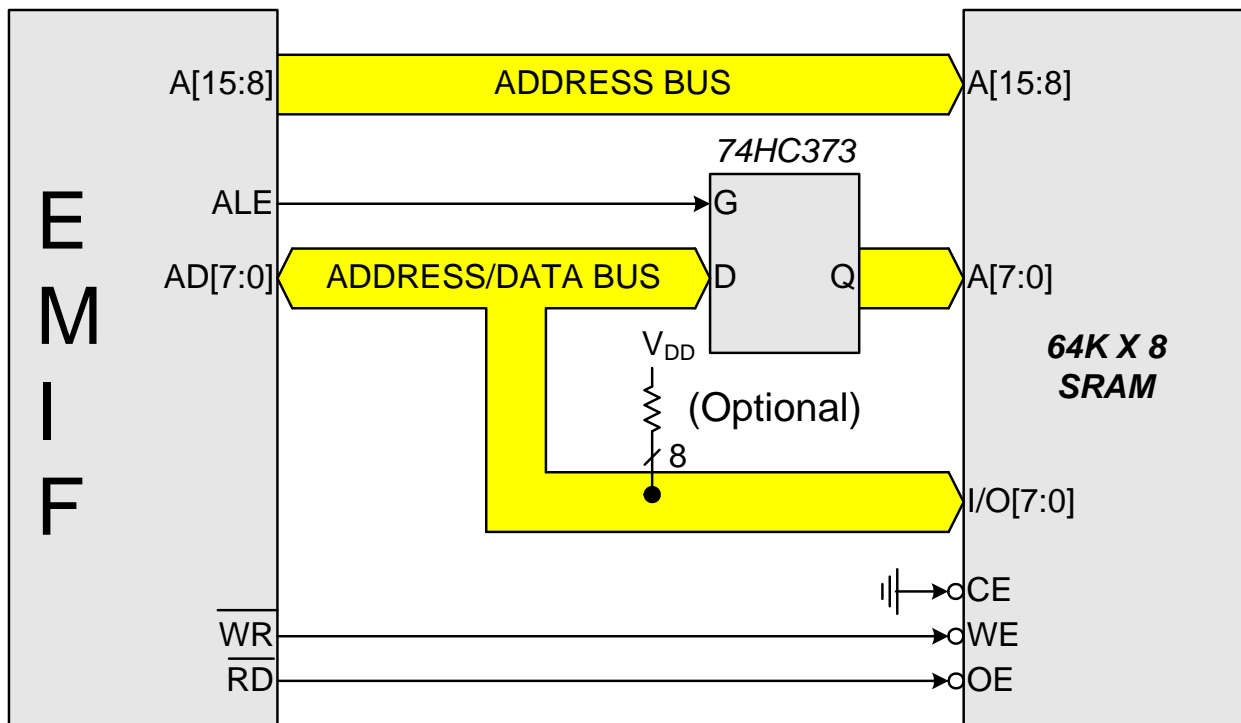 A[15:8]
ADDRESS BUS
A[15:8]
74HC373
ALE
G
AD[7:0]
ADDRESS/DATA BUS
D
Q
A[7:0]
E
M
I
F
VDD
(Optional)
8
64K X 8
SRAM
I/O[7:0]
CE
WR
WE
RD
OE